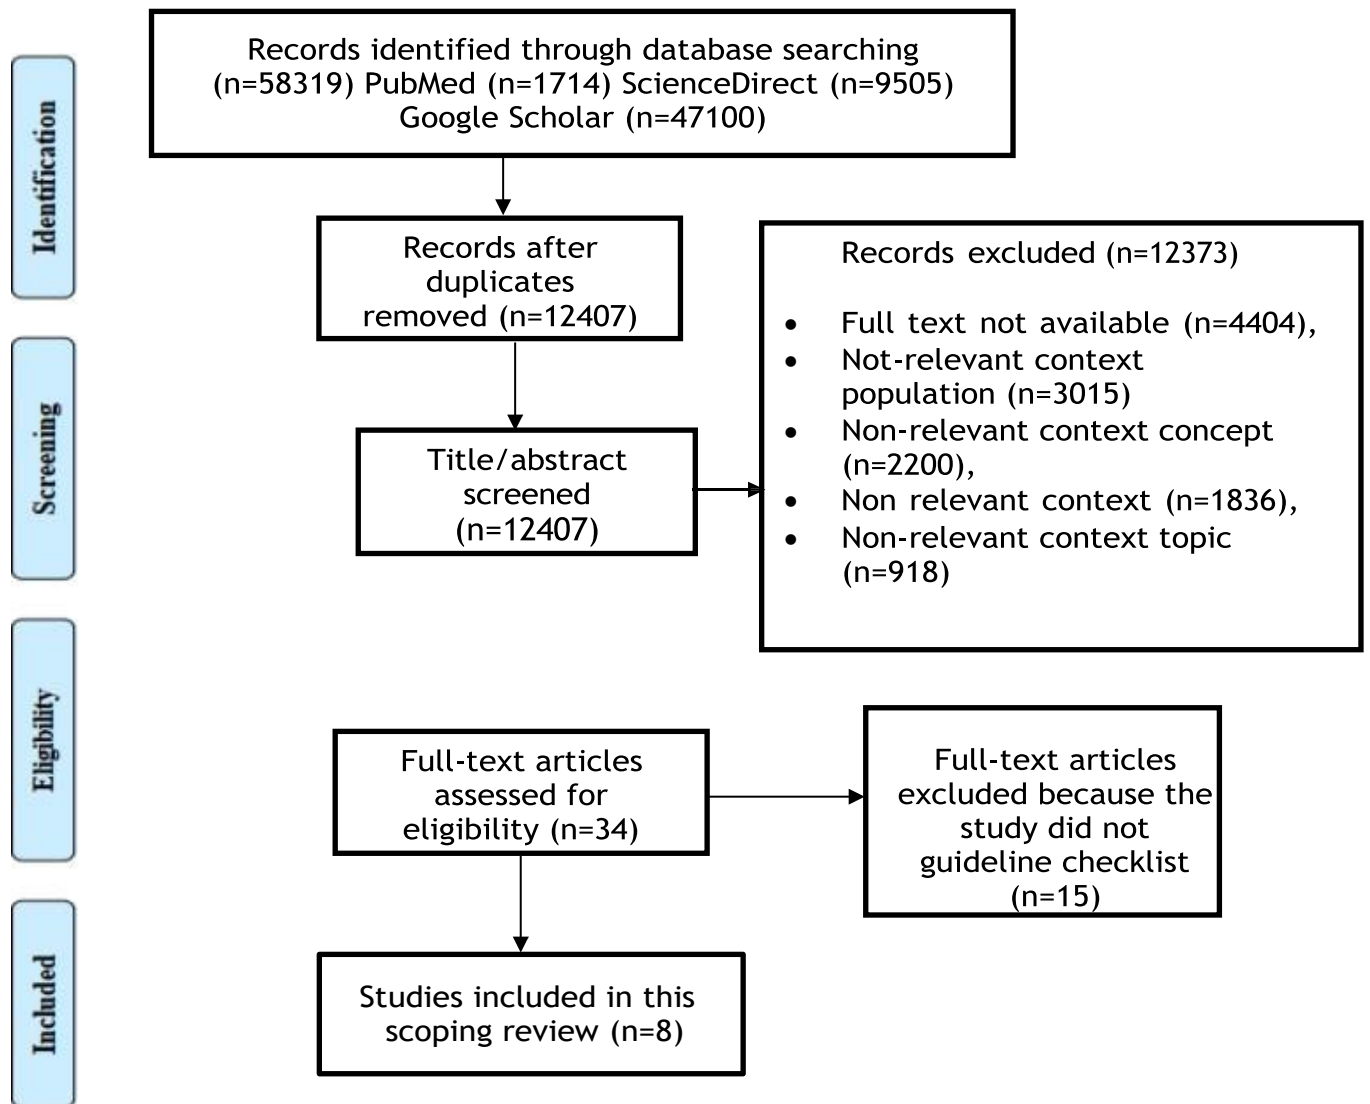 Identification
Records identified through database searching
(n=58319) PubMed (n=1714) ScienceDirect (n=9505)
Google Scholar (n=47100)
Records after
duplicates
removed (n=12407)
Screening
Title/abstract
screened
(n=12407)
Records excluded (n=12373)
• Full text not available (n=4404),
• Not-relevant context
population (n=3015)
• Non-relevant context concept
(n=2200),
• Non relevant context (n=1836),
• Non-relevant context topic
(n=918)
Eligibility
Full-text articles
assessed for
eligibility (n=34)
Full-text articles
excluded because the
study did not
guideline checklist
(n=15)
Included
Studies included in this
scoping review (n=8)